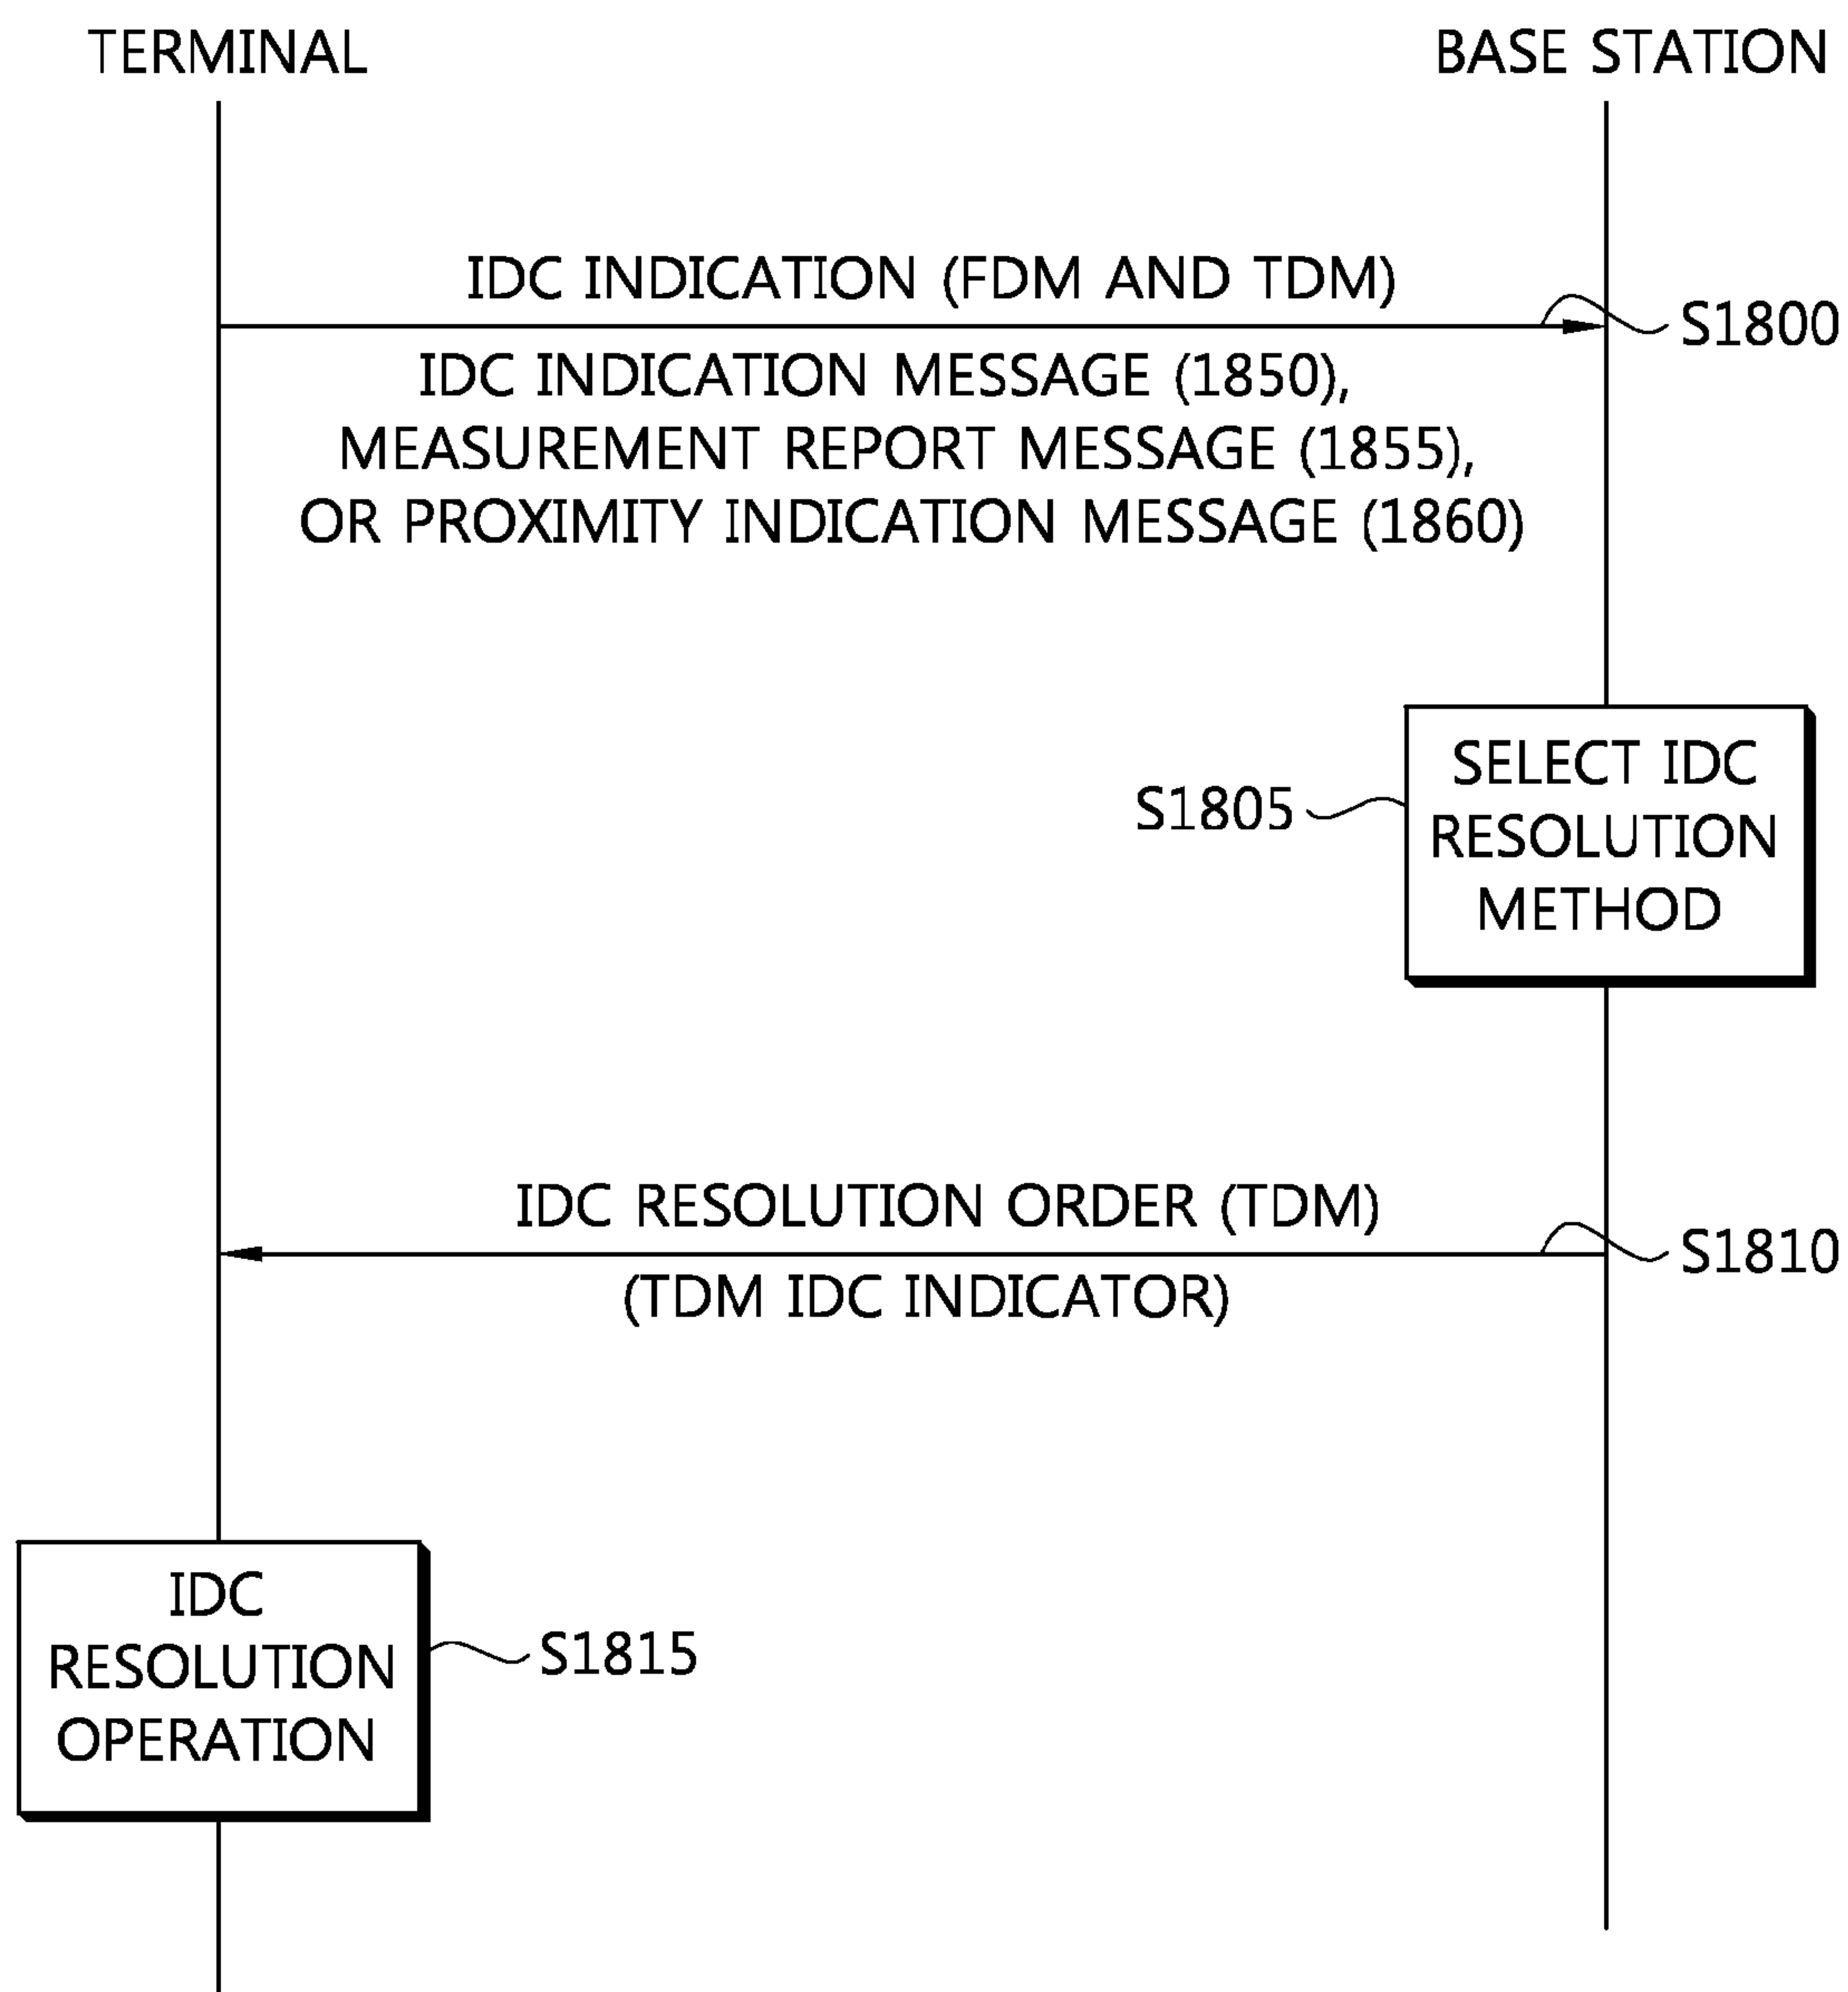 TERMINAL
BASE STATION
IDC INDICATION (FDM AND TDM)
S1800
IDC INDICATION MESSAGE (1850),
MEASUREMENT REPORT MESSAGE (1855),
OR PROXIMITY INDICATION MESSAGE (1860)
SELECT IDC
RESOLUTION
METHOD
S1805
IDC RESOLUTION ORDER (TDM)
S1810
(TDM IDC INDICATOR)
IDC
RESOLUTION
OPERATION
S1815